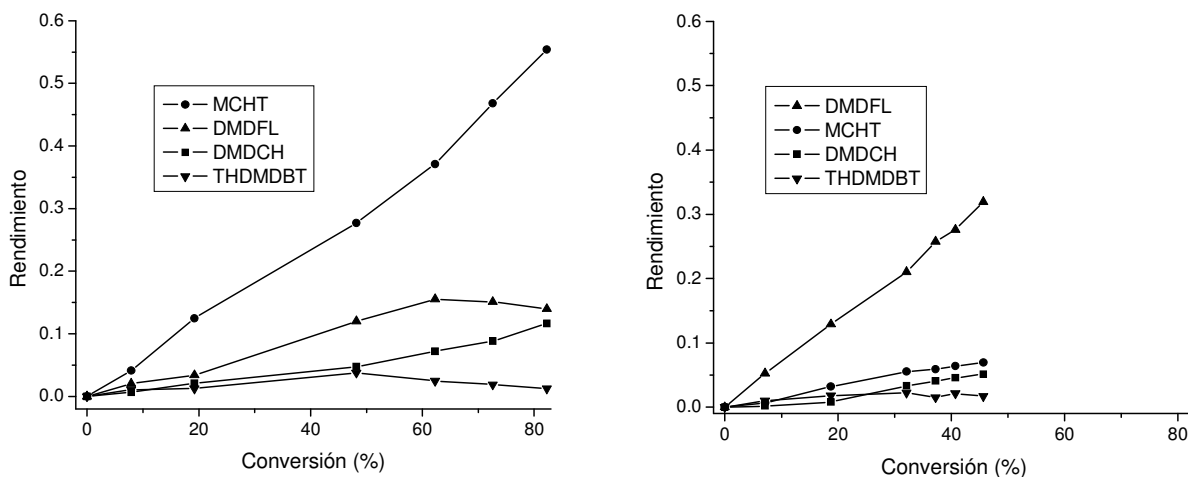 0.6
0.5
0.4
0.3
0.2
0.1
0.0
Rendimiento
MCHT
DMDFL
DMDCH
THDMDBT
0 20 40 60 80
Conversión (%)
0.6
0.5
0.4
0.3
0.2
0.1
0.0
Rendimiento
DMDFL
MCHT
DMDCH
THDMDBT
0 20 40 60 80
Conversión (%)